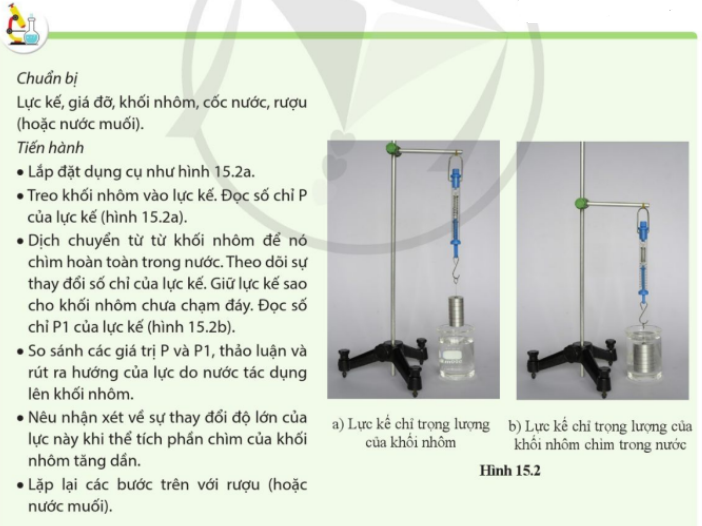 Chuẩn bị
Lực kế, giá đỡ, khối nhôm, cốc nước, rượu
(hoặc nước muối).
Tiến hành
• Lắp đặt dụng cụ như hình 15.2a.
• Treo khối nhôm vào lực kế. Đọc số chỉ P
của lực kế (hình 15.2a).
• Dịch chuyển từ từ khối nhôm để nó
chìm hoàn toàn trong nước. Theo dõi sự
thay đổi số chỉ của lực kế. Giữ lực kế sao
cho khối nhôm chưa chạm đáy. Đọc số
chỉ P1 của lực kế (hình 15.2b).
• So sánh các giá trị P và P1, thảo luận và
rút ra hướng của lực do nước tác dụng
lên khối nhôm.
• Nêu nhận xét về sự thay đổi độ lớn của
lực này khi thể tích phần chìm của khối
nhôm tăng dần.
• Lặp lại các bước trên với rượu (hoặc
nước muối).
a) Lực kế chỉ trọng lượng
của khối nhôm
b) Lực kế chỉ trọng lượng của
khối nhôm chìm trong nước
Hình 15.2